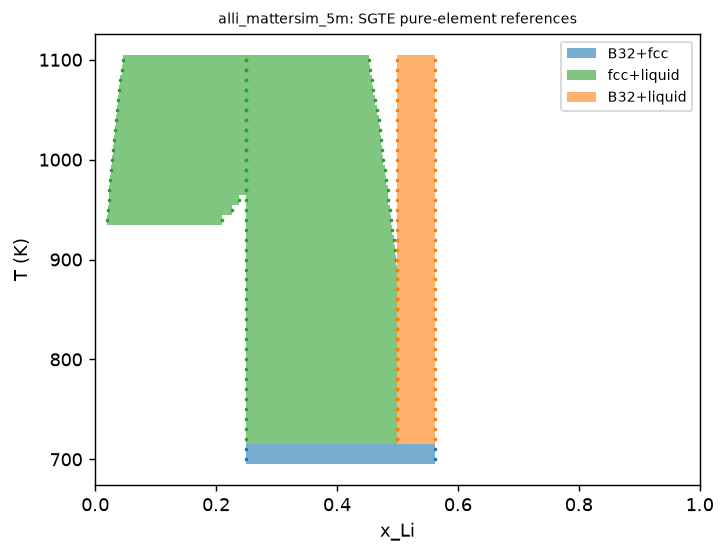 alli_mattersim_5m: SGTE pure-element references
B32+fcc
fcc+liquid
B32+liquid
T (K)
1100
1000
900
800
700
0.0 0.2 0.4 0.6 0.8 1.0
x_Li